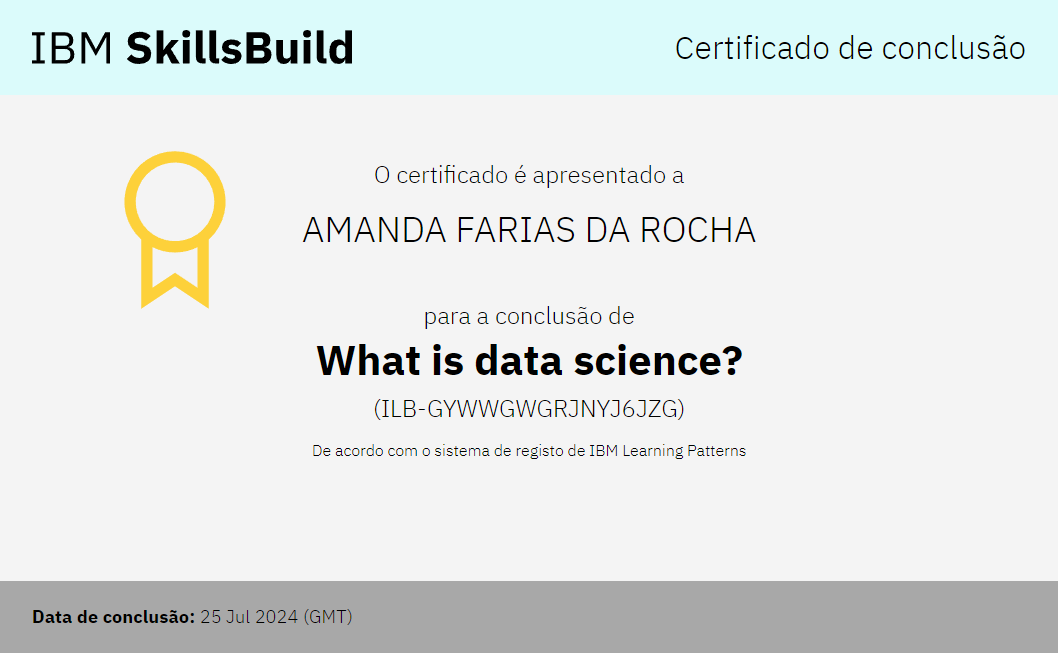 IBM SkillsBuild
Certificado de conclusão
O certificado é apresentado a
AMANDA FARIAS DA ROCHA
para a conclusão de
What is data science?
(ILB-GYWWGWGRJNYJ6JZG)
De acordo com o sistema de registo de IBM Learning Patterns
Data de conclusão: 25 Jul 2024 (GMT)